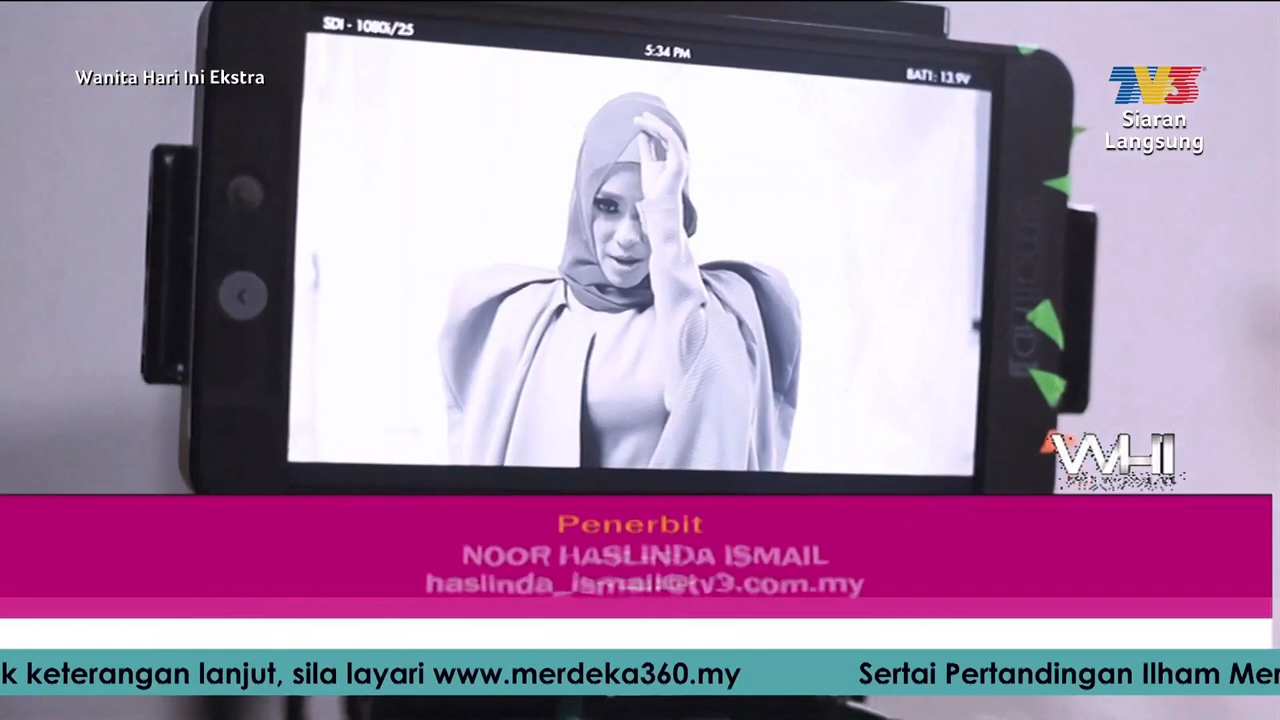 SDI - 1080i/25
5:34 PM
BATT: 13.9V
Wanita Hari Ini Ekstra
TV3
Siaran
Langsung
WHI
Penerbit
NOOR HASLINDA ISMAIL
haslinda_ismail@tv3.com.my
k keterangan lanjut, sila layari www.merdeka360.my
Sertai Pertandingan Ilham Mer